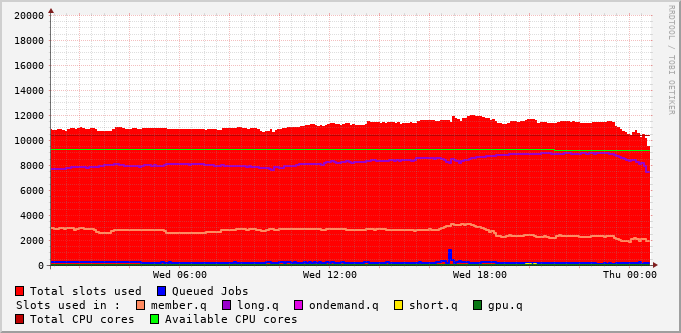 20000
18000
16000
14000
12000
10000
8000
6000
4000
2000
0
Wed 06:00 Wed 12:00 Wed 18:00 Thu 00:00
RRDTOOL / TOBI OETIKER
Total slots used Queued Jobs
Slots used in : member.q long.q ondemand.q short.q gpu.q
Total CPU cores Available CPU cores